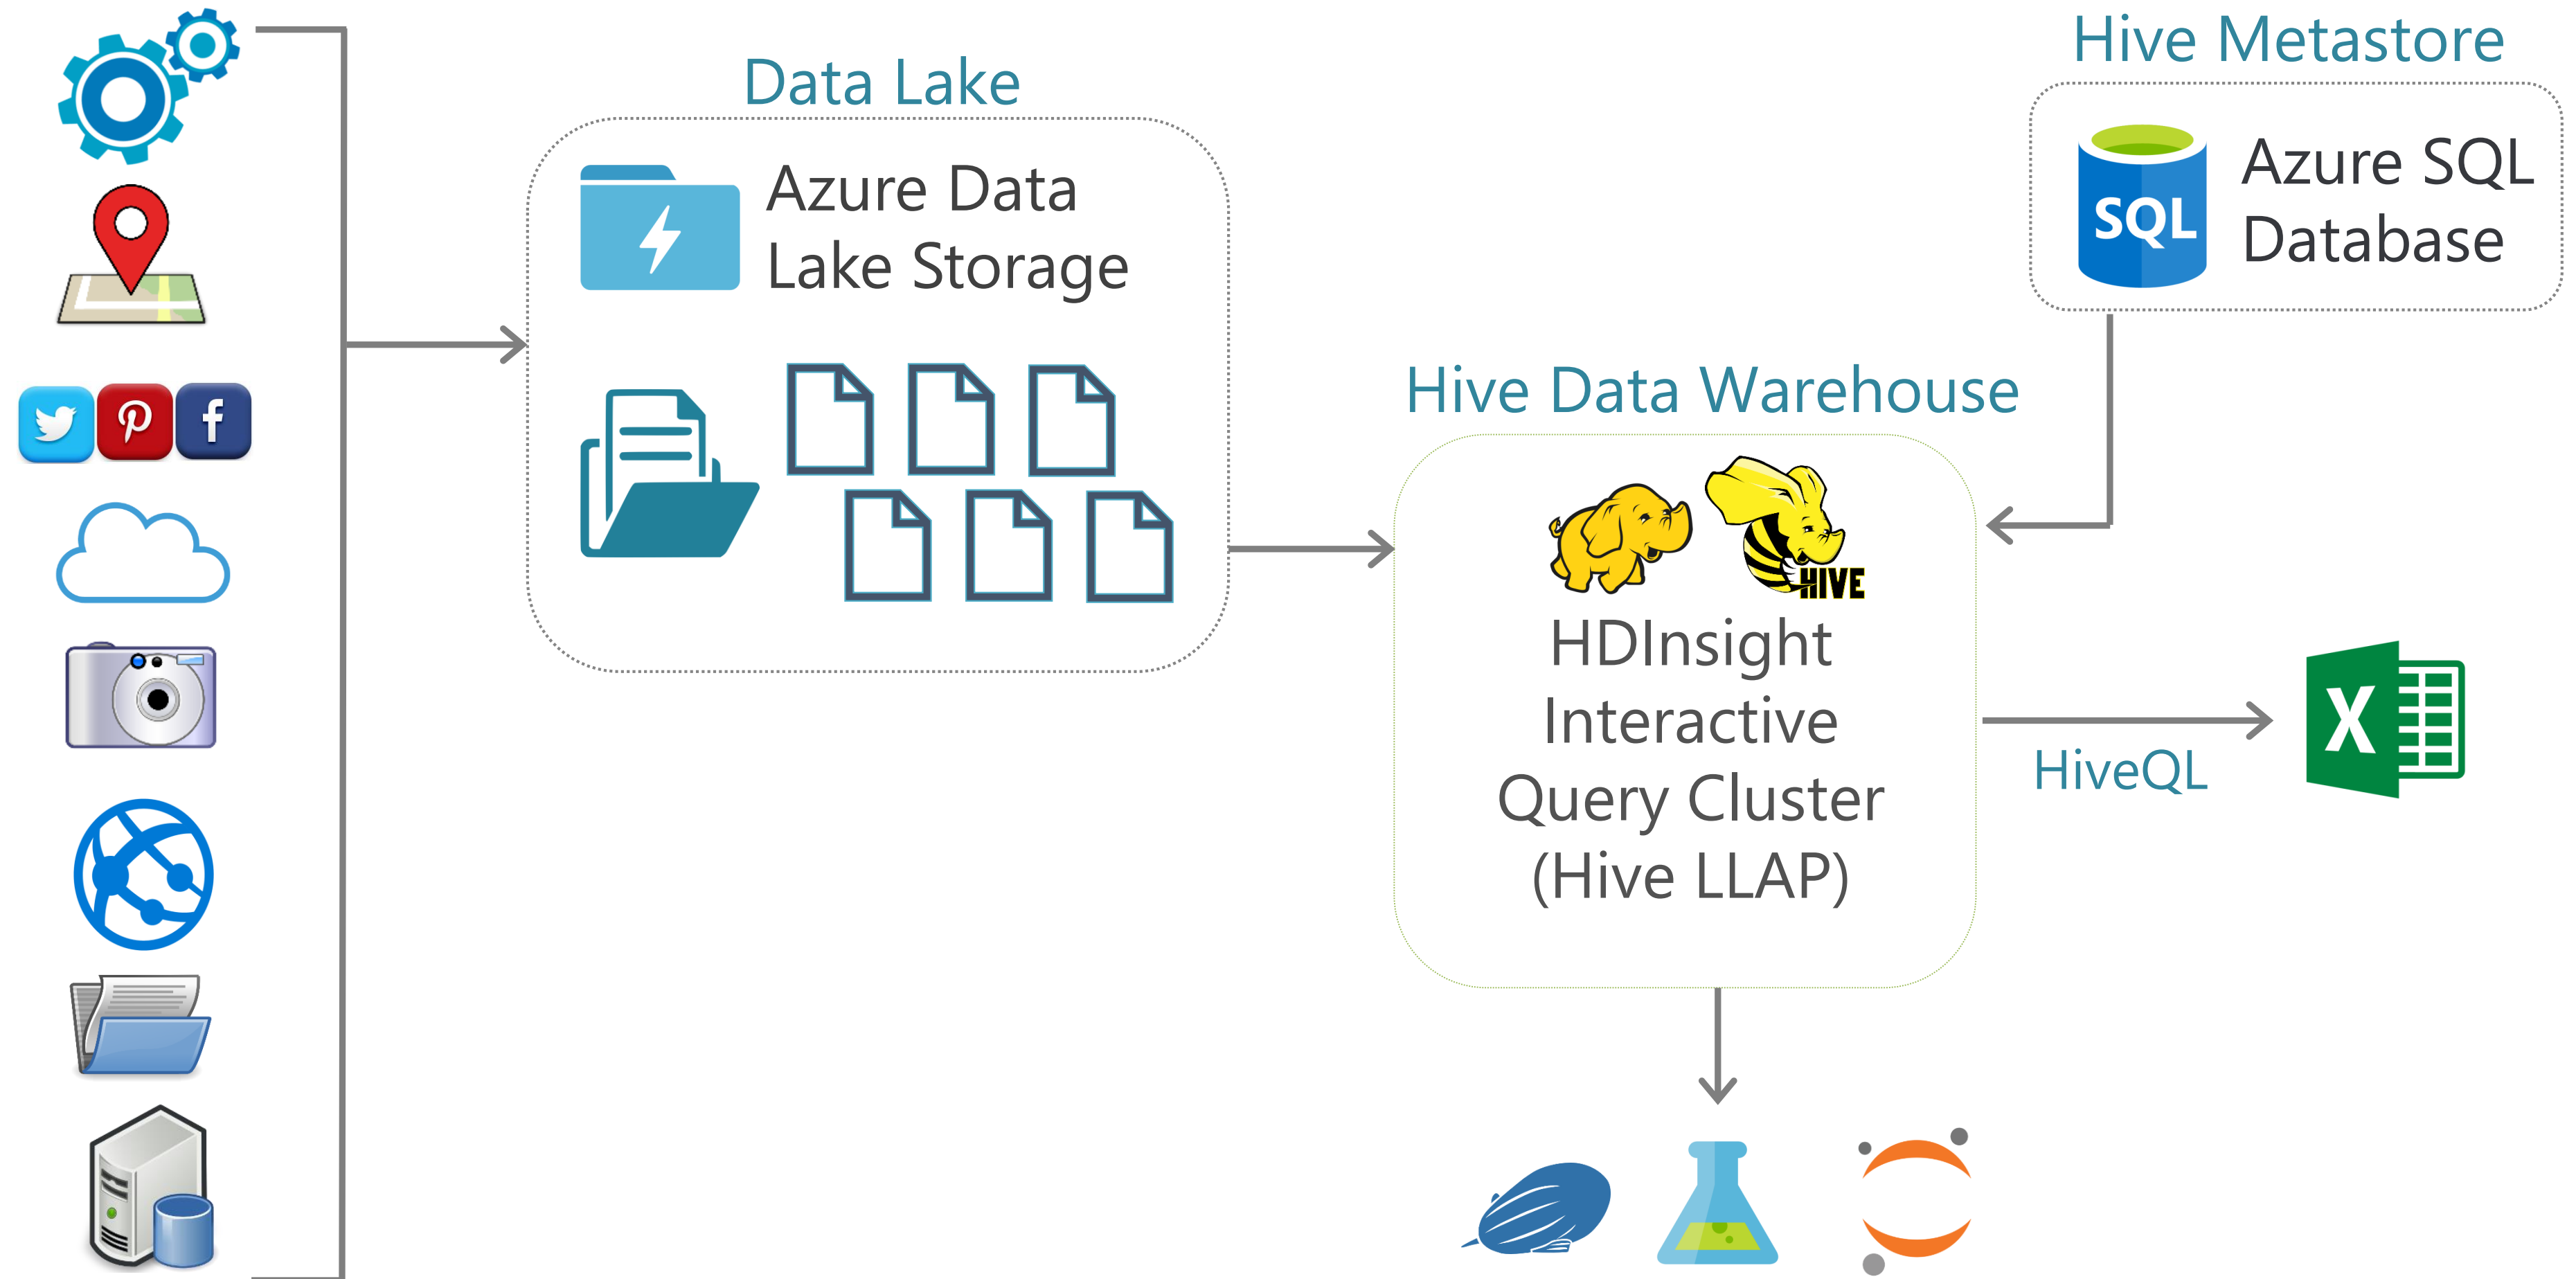 Hive Metastore
Data Lake
Azure Data
Lake Storage
Azure SQL
Database
SQL
Hive Data Warehouse
HIVE
HDInsight
Interactive
Query Cluster
(Hive LLAP)
HiveQL
X